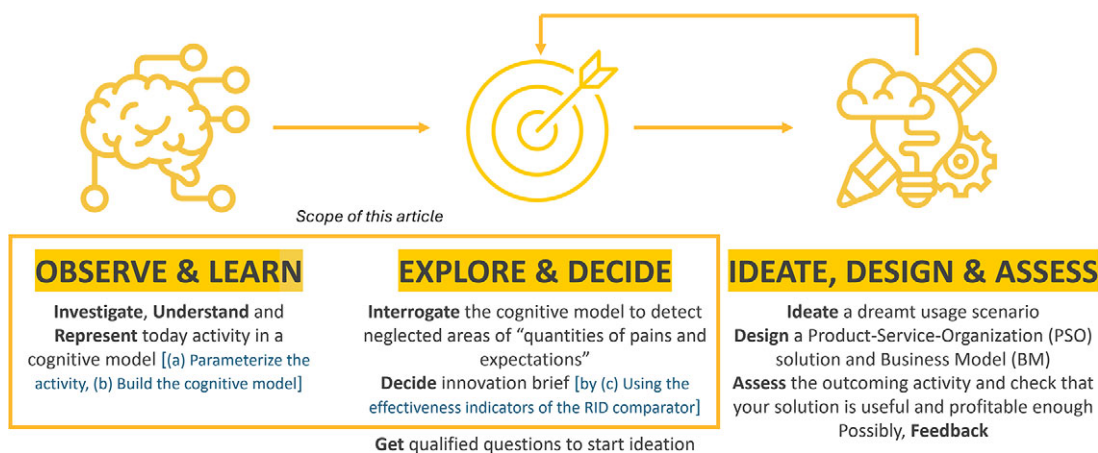 Scope of this article
OBSERVE & LEARN
Investigate, Understand and
Represent today activity in a
cognitive model [(a) Parameterize the
activity, (b) Build the cognitive model]
EXPLORE & DECIDE
Interrogate the cognitive model to detect
neglected areas of “quantities of pains and
expectations”
Decide innovation brief [by (c) Using the
effectiveness indicators of the RID comparator]
Get qualified questions to start ideation
IDEATE, DESIGN & ASSESS
Ideate a dreamt usage scenario
Design a Product-Service-Organization (PSO)
solution and Business Model (BM)
Assess the outcoming activity and check that
your solution is useful and profitable enough
Possibly, Feedback